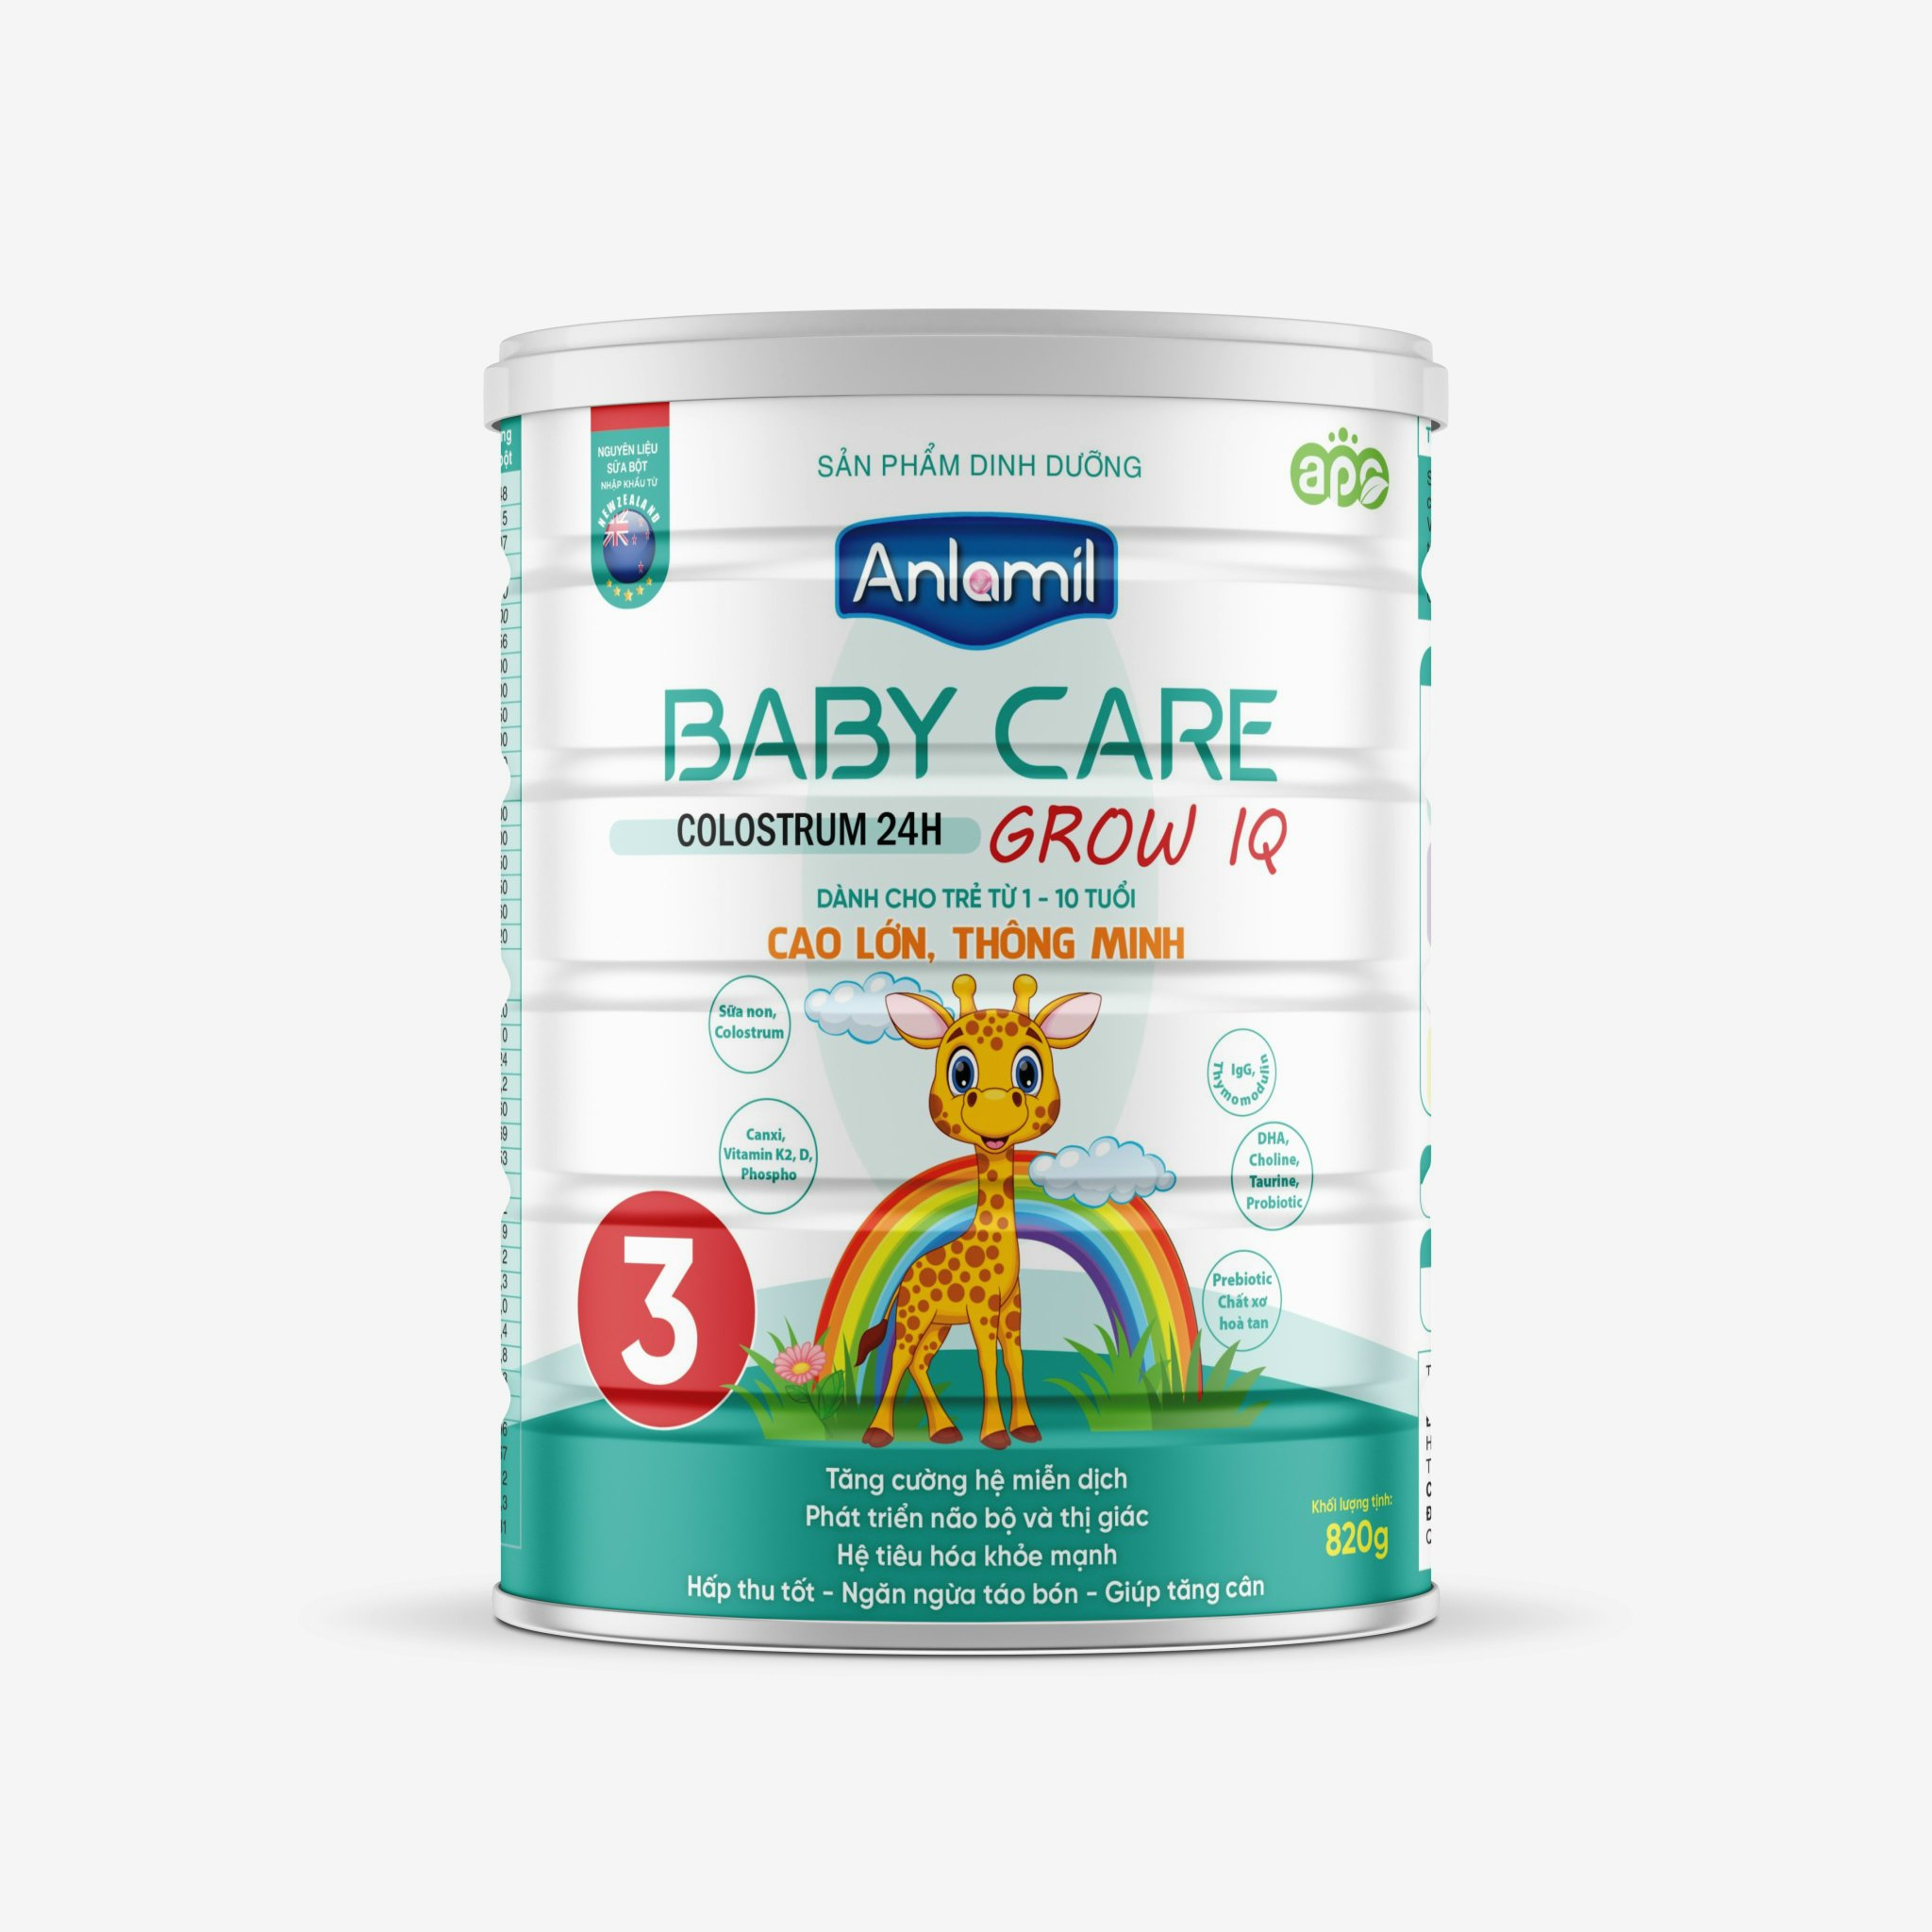 NGUYÊN LIỆU
SỮA BỘT
NHẬP KHẨU TỪ
NEWZEALAND
SẢN PHẨM DINH DƯỠNG
apc
Anlamil
BABY CARE
COLOSTRUM 24H GROW IQ
DÀNH CHO TRẺ TỪ 1 - 10 TUỔI
CAO LỚN, THÔNG MINH
Sữa non,
Colostrum
IgG,
Thymomodulin
Canxi,
Vitamin K2, D,
Phospho
DHA,
Choline,
Taurine,
Probiotic
Prebiotic
Chất xơ
hoà tan
3
Tăng cường hệ miễn dịch
Phát triển não bộ và thị giác
Hệ tiêu hóa khỏe mạnh
Hấp thu tốt - Ngăn ngừa táo bón - Giúp tăng cân
Khối lượng tịnh:
820g